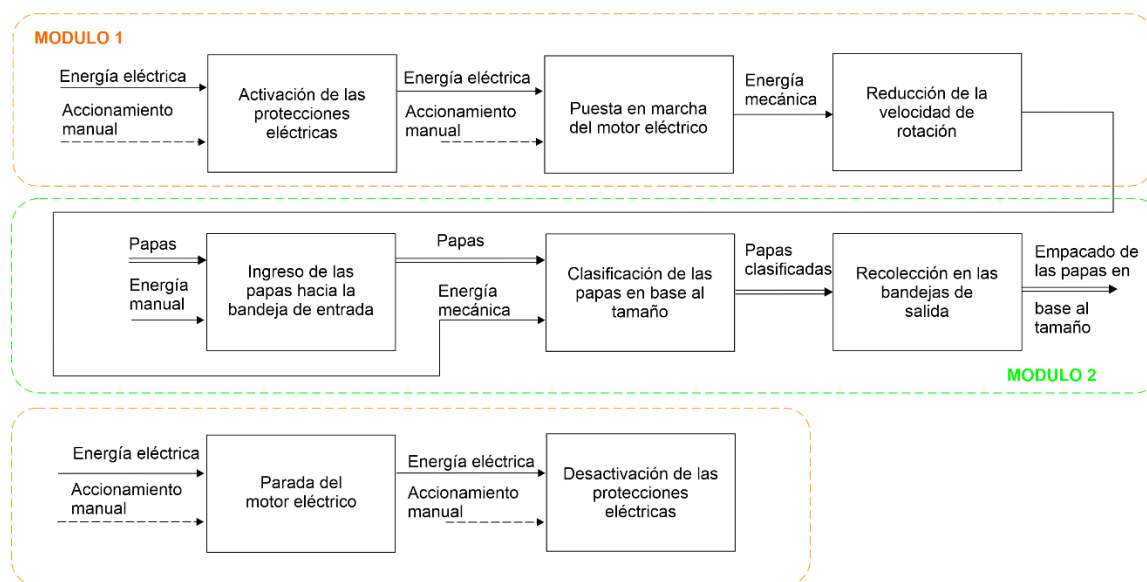 MODULO 1
Energía eléctrica
Accionamiento
manual
Activación de las
protecciones
eléctricas
Energía eléctrica
Accionamiento
manual
Puesta en marcha
del motor eléctrico
Energía
mecánica
Reducción de la
velocidad de
rotación
Papas
Energía
manual
Ingreso de las
papas hacia la
bandeja de entrada
Papas
Energía
mecánica
Clasificación de las
papas en base al
tamaño
Papas
clasificadas
Recolección en las
bandejas de
salida
Empacado de
las papas en
base al
tamaño
MODULO 2
Energía eléctrica
Accionamiento
manual
Parada del
motor eléctrico
Energía eléctrica
Accionamiento
manual
Desactivación de las
protecciones
eléctricas